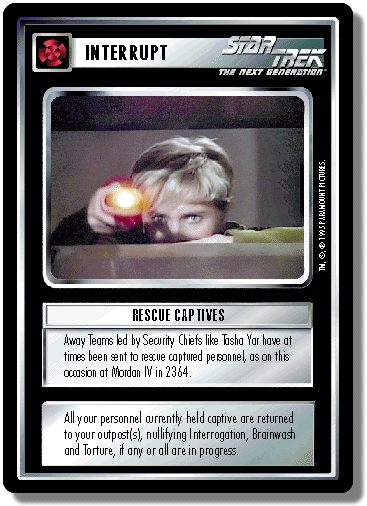 INTERRUPT
STAR TREK
THE NEXT GENERATION™
TM, ®, © 1995 PARAMOUNT PICTURES.
RESCUE CAPTIVES
Away Teams led by Security Chiefs like Tasha Yar have at
times been sent to rescue captured personnel, as on this
occasion at Mordan IV in 2364.
All your personnel currently held captive are returned
to your outpost(s), nullifying Interrogation, Brainwash
and Torture, if any or all are in progress.